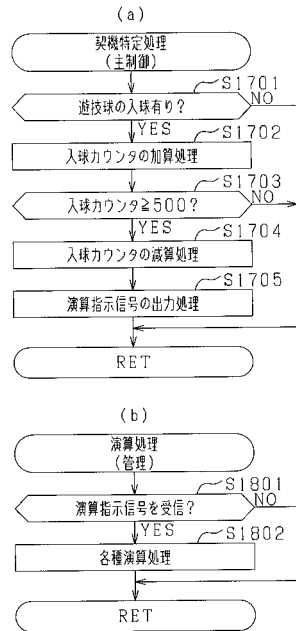 (a)
契機特定処理
(主制御)
S1701
遊技球の入球有り?
NO
YES
S1702
入球カウンタの加算処理
S1703
入球カウンタ≧500?
NO
YES
S1704
入球カウンタの減算処理
S1705
演算指示信号の出力処理
RET
(b)
演算処理
(管理)
S1801
演算指示信号を受信?
NO
YES
S1802
各種演算処理
RET